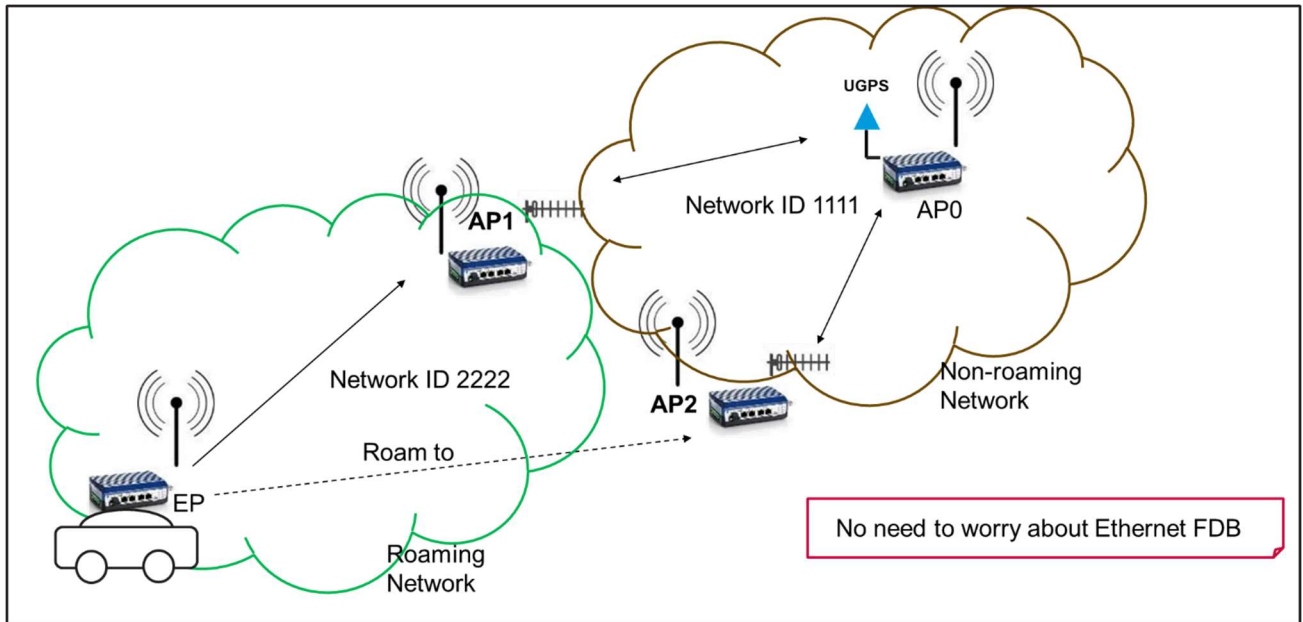 UGPS
AP0
Network ID 1111
AP1
Network ID 2222
AP2
Non-roaming
Network
Roam to
EP
Roaming
Network
No need to worry about Ethernet FDB